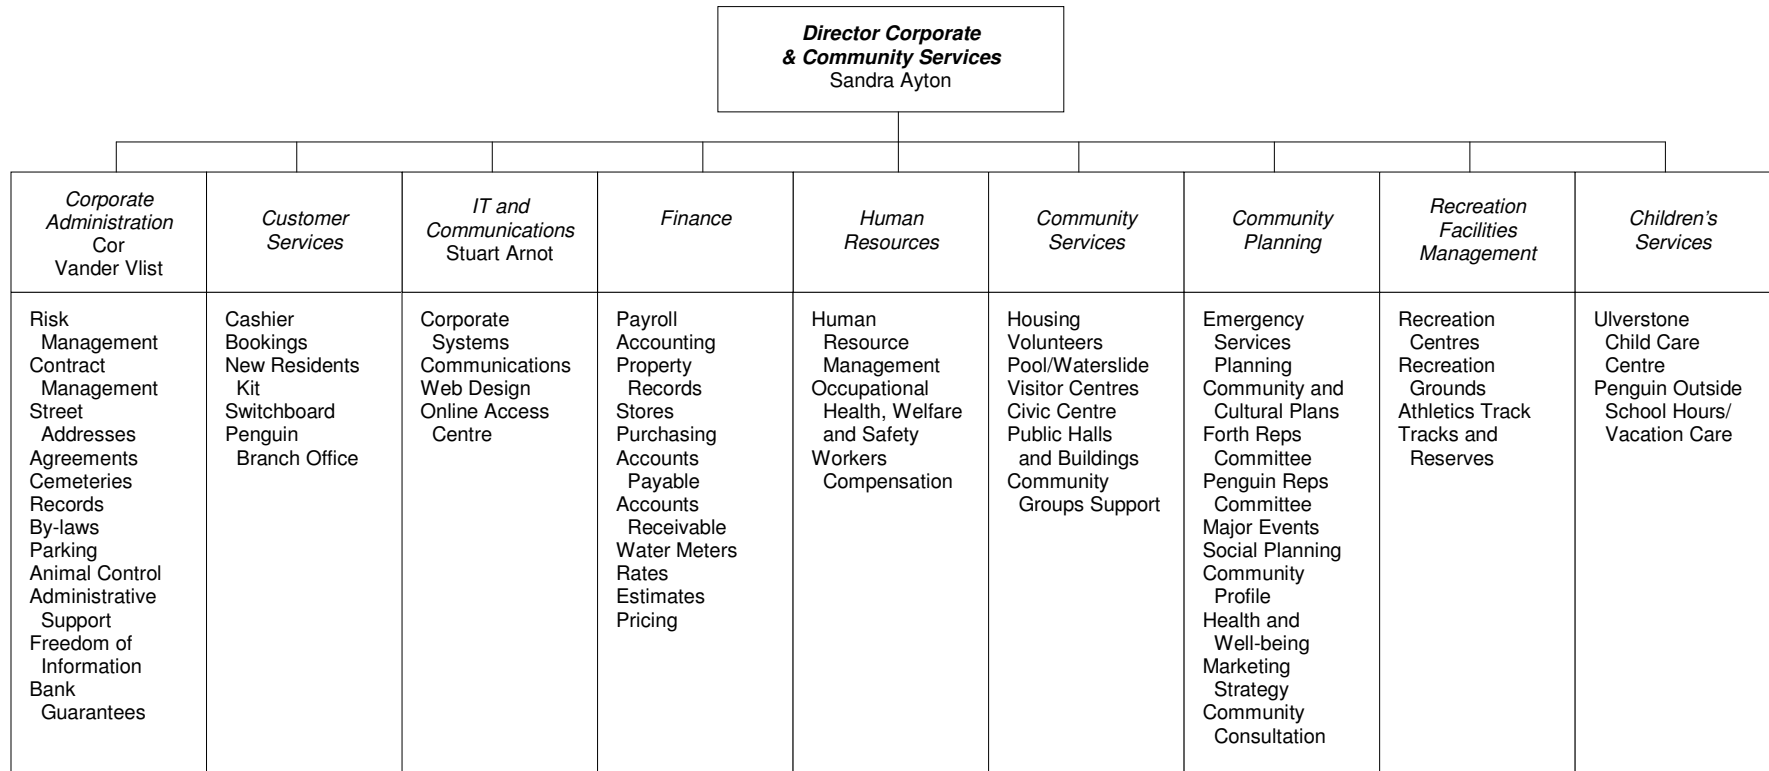 Director Corporate
& Community Services
Sandra Ayton
Corporate
Administration
Cor
Vander Vlist
Customer
Services
IT and
Communications
Stuart Arnot
Finance
Human
Resources
Community
Services
Community
Planning
Recreation
Facilities
Management
Children's
Services
Risk
Management
Contract
Management
Street
Addresses
Agreements
Cemeteries
Records
By-laws
Parking
Animal Control
Administrative
Support
Freedom of
Information
Bank
Guarantees
Cashier
Bookings
New Residents
Kit
Switchboard
Penguin
Branch Office
Corporate
Systems
Communications
Web Design
Online Access
Centre
Payroll
Accounting
Property
Records
Stores
Purchasing
Accounts
Payable
Accounts
Receivable
Water Meters
Rates
Estimates
Pricing
Human
Resource
Management
Occupational
Health, Welfare
and Safety
Workers
Compensation
Housing
Volunteers
Pool/Waterslide
Visitor Centres
Civic Centre
Public Halls
and Buildings
Community
Groups Support
Emergency
Services
Planning
Community and
Cultural Plans
Forth Reps
Committee
Penguin Reps
Committee
Major Events
Social Planning
Community
Profile
Health and
Well-being
Marketing
Strategy
Community
Consultation
Recreation
Centres
Recreation
Grounds
Athletics Track
Tracks and
Reserves
Ulverstone
Child Care
Centre
Penguin Outside
School Hours/
Vacation Care